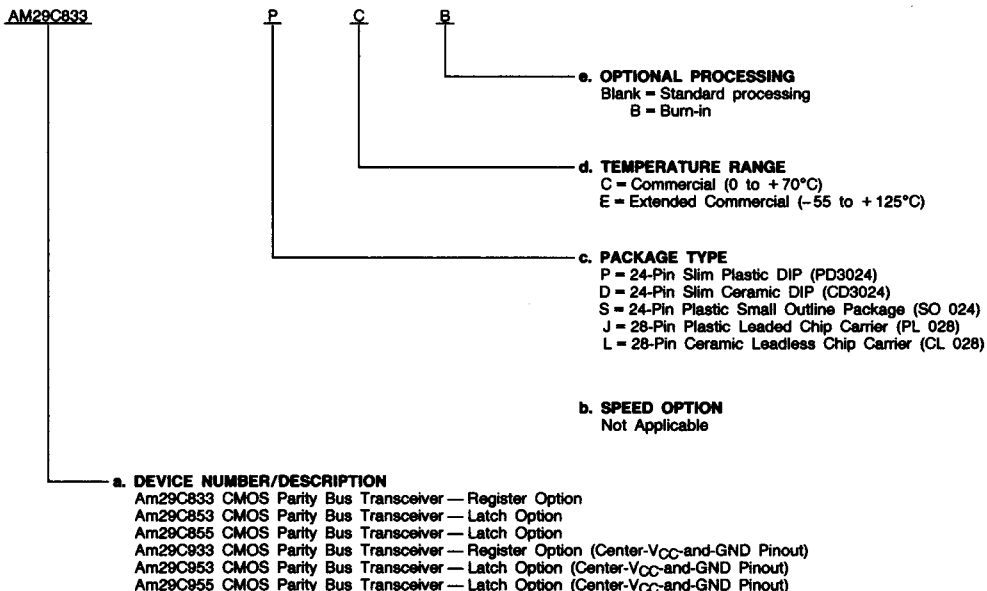 AM29C833 P C B
e. OPTIONAL PROCESSING
Blank = Standard processing
B = Burn-in
d. TEMPERATURE RANGE
C = Commercial (0 to +70°C)
E = Extended Commercial (–55 to +125°C)
c. PACKAGE TYPE
P = 24-Pin Slim Plastic DIP (PD3024)
D = 24-Pin Slim Ceramic DIP (CD3024)
S = 24-Pin Plastic Small Outline Package (SO 024)
J = 28-Pin Plastic Leaded Chip Carrier (PL 028)
L = 28-Pin Ceramic Leadless Chip Carrier (CL 028)
b. SPEED OPTION
Not Applicable
a. DEVICE NUMBER/DESCRIPTION
Am29C833 CMOS Parity Bus Transceiver — Register Option
Am29C853 CMOS Parity Bus Transceiver — Latch Option
Am29C855 CMOS Parity Bus Transceiver — Latch Option
Am29C933 CMOS Parity Bus Transceiver — Register Option (Center-VCC-and-GND Pinout)
Am29C953 CMOS Parity Bus Transceiver — Latch Option (Center-VCC-and-GND Pinout)
Am29C955 CMOS Parity Bus Transceiver — Latch Option (Center-VCC-and-GND Pinout)